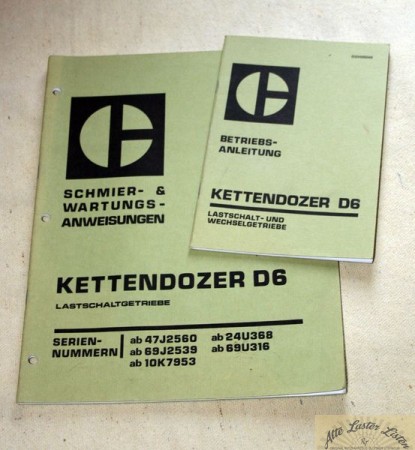 SCHMIER- &
WARTUNGS-
ANWEISUNGEN
KETTENDOZER D6
LASTSCHALTGETRIEBE
SERIEN-
NUMMERN
ab 47J2560 ab 24U368
ab 69J2539 ab 69U316
ab 10K7953
BETRIEBS-
ANLEITUNG
KETTENDOZER D6
LASTSCHALT- UND
WECHSELGETRIEBE
Alte Laster Listen